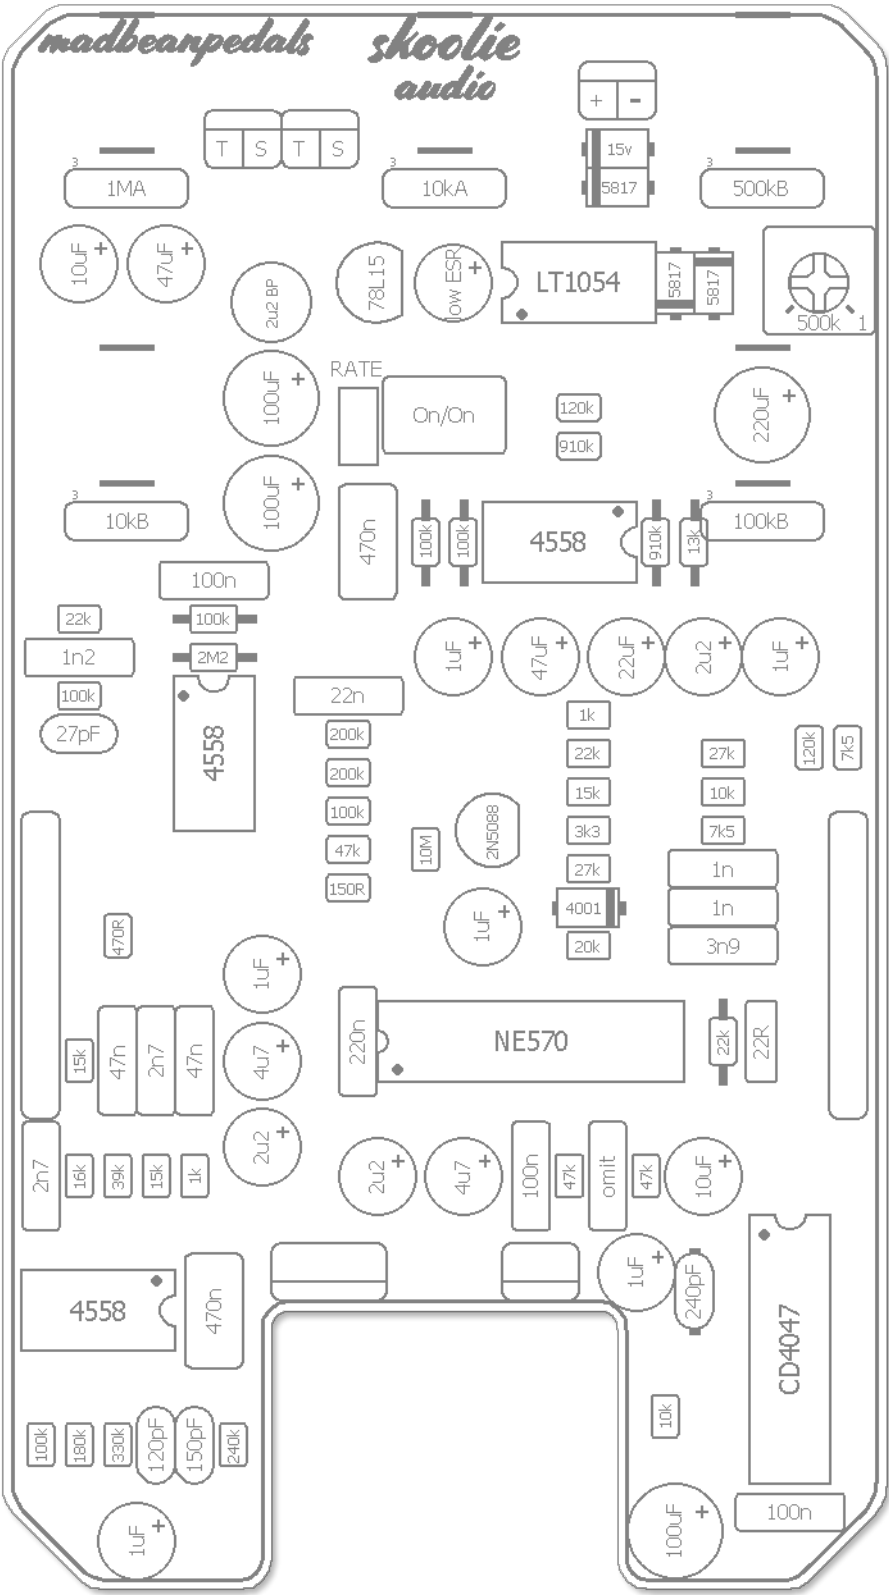 madbeanpedals skoolie
audio
+ -
T S T S
15v
3 1MA 3 10kA 5817 3 500kB
10uF + 47uF + 2u2 BP 78L15 low ESR + LT1054 5817 5817 500k 1
RATE
100uF + On/On 120k 220uF +
910k
100uF + 470n 100k 100k 4558 910k 13k
3 10kB 3 100kB
100n
22k 100k
1n2 2M2 1uF + 47uF + 22uF + 2u2 + 1uF +
100k 22n
27pF 4558 200k 1k
200k 22k 27k 120k 7k5
100k 15k 10k
47k 10M 2N5088 3k3 7k5
150R 27k 1n
470R 1uF + 4001 1n
20k 3n9
1uF +
15k 47n 2n7 47n 4u7 + 220n NE570 22k 22R
2u2 +
2n7 16k 39k 15k 1k 2u2 + 4u7 + 100n 47k omit 47k 10uF +
4558 470n 1uF + 240pF CD4047
10k
100k 180k 330k 120pF 150pF 240k
1uF + 100uF + 100n